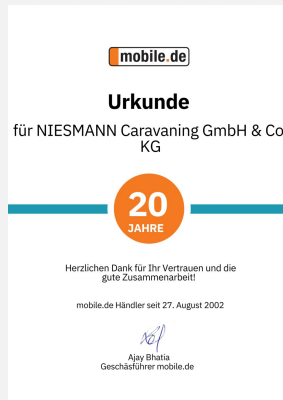 mobile.de
Urkunde
für NIESMANN Caravaning GmbH & Co
KG
20
JAHRE
Herzlichen Dank für Ihr Vertrauen und die
gute Zusammenarbeit!
mobile.de Händler seit 27. August 2002
Ajay Bhatia
Geschäsführer mobile.de